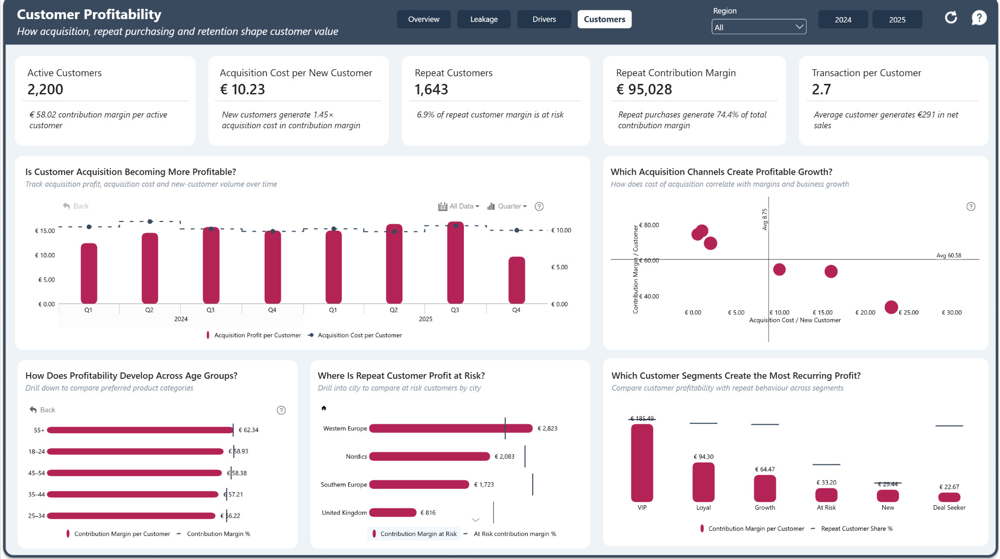 Customer Profitability
How acquisition, repeat purchasing and retention shape customer value
Overview
Leakage
Drivers
Customers
Region
All
2024
2025
?
Active Customers
2,200
€ 58.02 contribution margin per active
customer
Acquisition Cost per New Customer
€ 10.23
New customers generate 1.45×
acquisition cost in contribution margin
Repeat Customers
1,643
6.9% of repeat customer margin is at risk
Repeat Contribution Margin
€ 95,028
Repeat purchases generate 74.4% of total
contribution margin
Transaction per Customer
2.7
Average customer generates €291 in net
sales
Is Customer Acquisition Becoming More Profitable?
Track acquisition profit, acquisition cost and new-customer volume over time
Back
All Data
Quarter
?
€ 15.00
€ 10.00
€ 5.00
€ 0.00
€ 10.00
€ 5.00
€ 0.00
Q1
Q2
Q3
Q4
Q1
Q2
Q3
Q4
2024
2025
Acquisition Profit per Customer
Acquisition Cost per Customer
Which Acquisition Channels Create Profitable Growth?
How does cost of acquisition correlate with margins and business growth
?
Avg 8.75
Avg 60.58
Contribution Margin / Customer
€ 80.00
€ 60.00
€ 40.00
€ 0.00
€ 5.00
€ 10.00
€ 15.00
€ 20.00
€ 25.00
€ 30.00
Acquisition Cost / New Customer
How Does Profitability Develop Across Age Groups?
Drill down to compare preferred product categories
Back
?
55+
€ 62.34
18–24
€ 58.93
45–54
€ 58.38
35–44
€ 57.21
25–34
€ 56.22
Contribution Margin per Customer
Contribution Margin %
Where Is Repeat Customer Profit at Risk?
Drill into city to compare at risk customers by city
Western Europe
€ 2,823
Nordics
€ 2,083
Southern Europe
€ 1,723
United Kingdom
€ 816
Contribution Margin at Risk
At Risk contribution margin %
Which Customer Segments Create the Most Recurring Profit?
Compare customer profitability with repeat behaviour across segments
€ 185.49
€ 94.30
€ 64.47
€ 33.20
€ 29.44
€ 22.67
VIP
Loyal
Growth
At Risk
New
Deal Seeker
Contribution Margin per Customer
Repeat Customer Share %